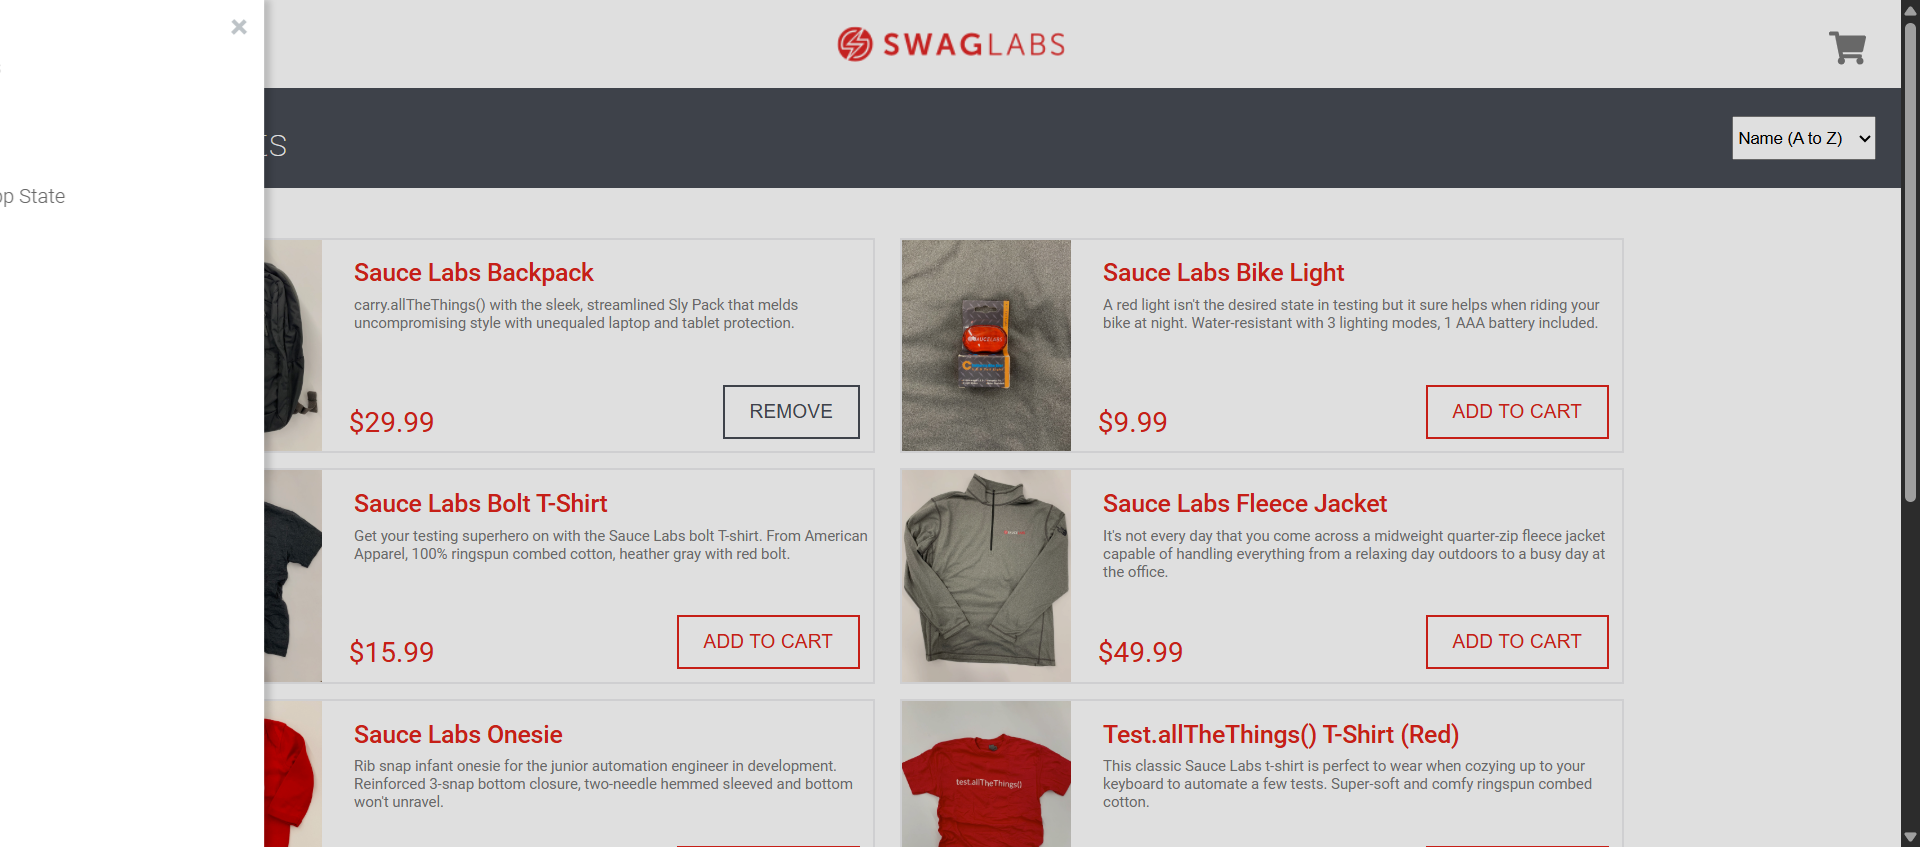 ×
SWAGLABS
Name (A to Z)
op State
Sauce Labs Backpack
carry.allTheThings() with the sleek, streamlined Sly Pack that melds
uncompromising style with unequaled laptop and tablet protection.
$29.99
REMOVE
Sauce Labs Bike Light
A red light isn't the desired state in testing but it sure helps when riding your
bike at night. Water-resistant with 3 lighting modes, 1 AAA battery included.
$9.99
ADD TO CART
Sauce Labs Bolt T-Shirt
Get your testing superhero on with the Sauce Labs bolt T-shirt. From American
Apparel, 100% ringspun combed cotton, heather gray with red bolt.
$15.99
ADD TO CART
Sauce Labs Fleece Jacket
It's not every day that you come across a midweight quarter-zip fleece jacket
capable of handling everything from a relaxing day outdoors to a busy day at
the office.
$49.99
ADD TO CART
Sauce Labs Onesie
Rib snap infant onesie for the junior automation engineer in development.
Reinforced 3-snap bottom closure, two-needle hemmed sleeved and bottom
won't unravel.
test.allTheThings()
Test.allTheThings() T-Shirt (Red)
This classic Sauce Labs t-shirt is perfect to wear when cozying up to your
keyboard to automate a few tests. Super-soft and comfy ringspun combed
cotton.